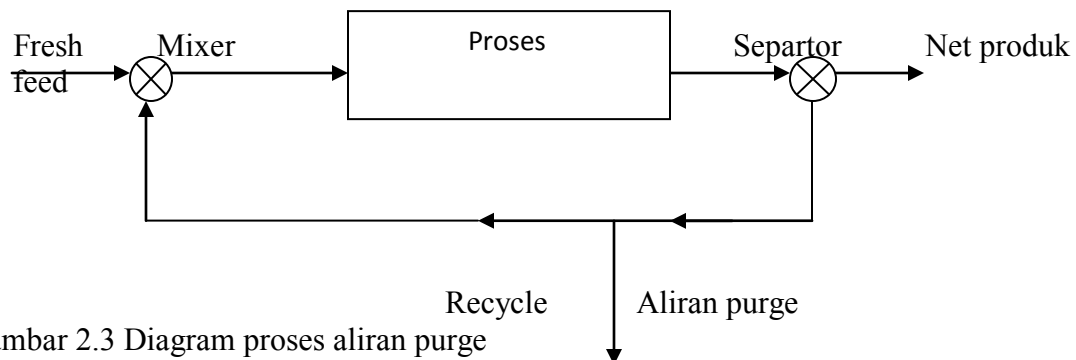 Fresh feed
Mixer
Proses
Separtor
Net produk
Recycle
Aliran purge
mbar 2.3 Diagram proses aliran purge